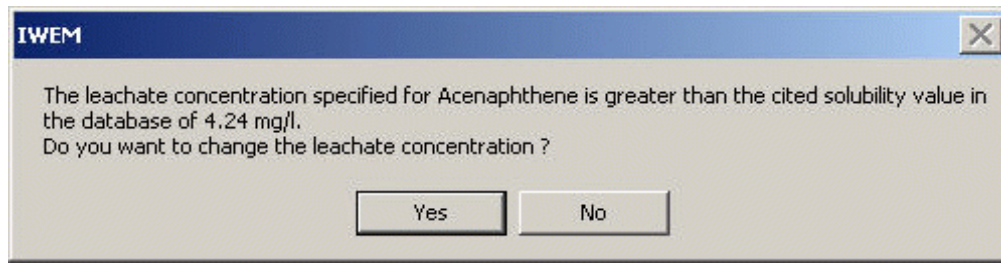 IWEM
The leachate concentration specified for Acenaphthene is greater than the cited solubility value in
the database of 4.24 mg/l.
Do you want to change the leachate concentration ?
Yes No